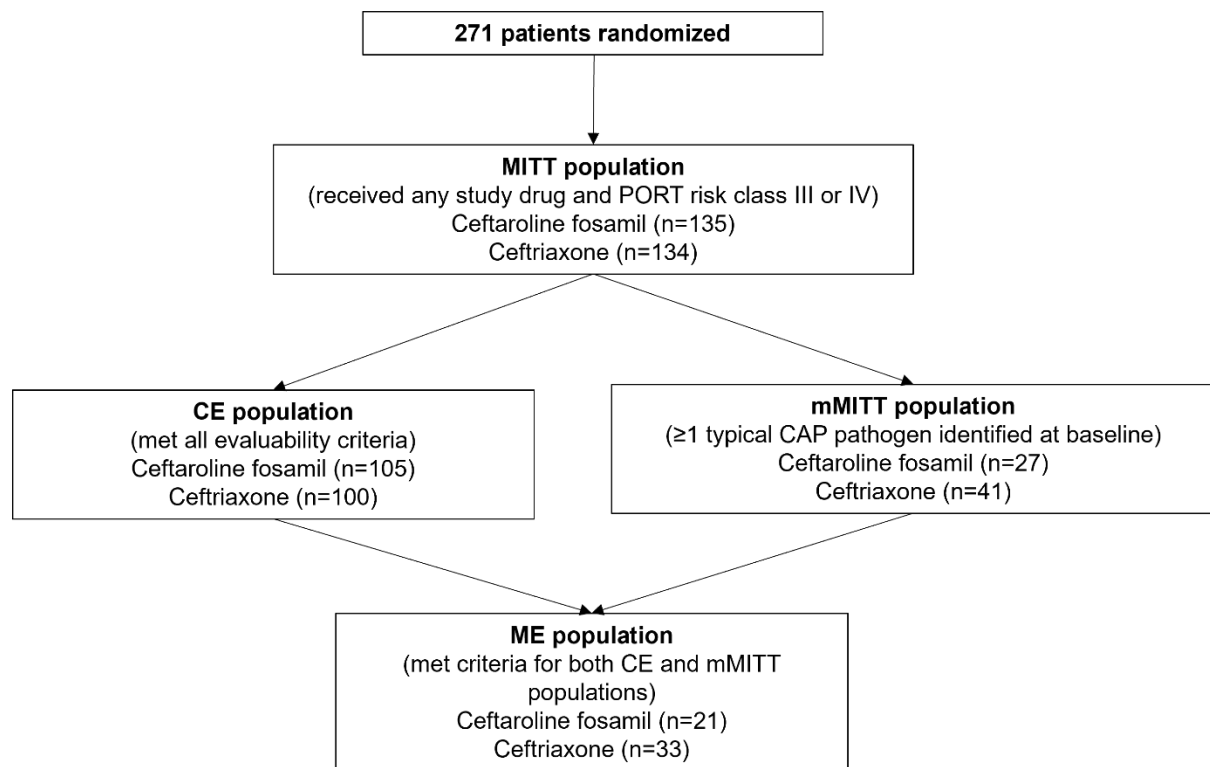 271 patients randomized
MITT population
(received any study drug and PORT risk class III or IV)
Ceftaroline fosamil (n=135)
Ceftriaxone (n=134)
CE population
(met all evaluability criteria)
Ceftaroline fosamil (n=105)
Ceftriaxone (n=100)
mMITT population
(≥1 typical CAP pathogen identified at baseline)
Ceftaroline fosamil (n=27)
Ceftriaxone (n=41)
ME population
(met criteria for both CE and mMITT
populations)
Ceftaroline fosamil (n=21)
Ceftriaxone (n=33)